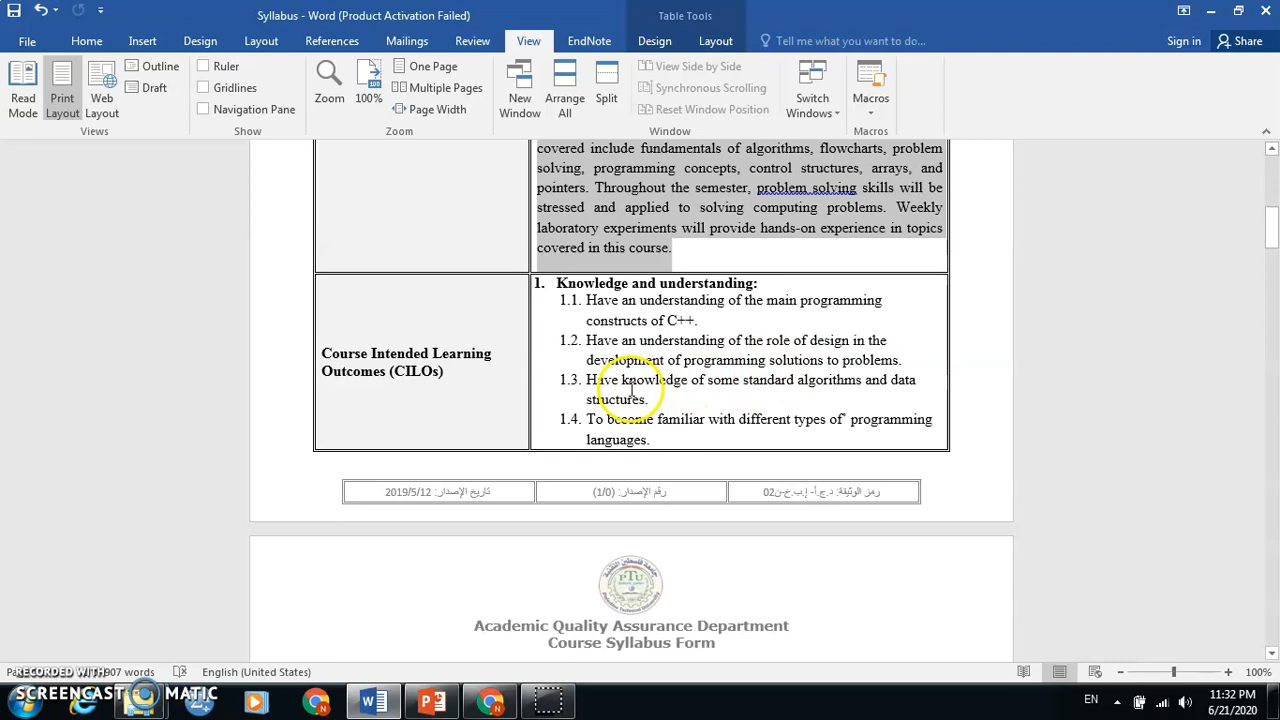 Syllabus - Word (Product Activation Failed)
Table Tools
File
Home
Insert
Design
Layout
References
Mailings
Review
View
EndNote
Design
Layout
Tell me what you want to do...
Sign in
Share
Read Mode
Print Layout
Web Layout
Outline
Draft
Views
Ruler
Gridlines
Navigation Pane
Show
Zoom
100%
One Page
Multiple Pages
Page Width
Zoom
New Window
Arrange All
Split
View Side by Side
Synchronous Scrolling
Reset Window Position
Window
Switch Windows
Macros
Macros
covered include fundamentals of algorithms, flowcharts, problem
solving, programming concepts, control structures, arrays, and
pointers. Throughout the semester, problem solving skills will be
stressed and applied to solving computing problems. Weekly
laboratory experiments will provide hands-on experience in topics
covered in this course.
Course Intended Learning
Outcomes (CILOs)
1. Knowledge and understanding:
1.1. Have an understanding of the main programming
constructs of C++.
1.2. Have an understanding of the role of design in the
development of programming solutions to problems.
1.3. Have knowledge of some standard algorithms and data
structures.
1.4. To become familiar with different types of' programming
languages.
رمز الوثيقة: د.ج.أ- إ.ب.خ-ن02
رقم الإصدار: (1/0)
تاريخ الإصدار: 2019/5/12
PTU
Academic Quality Assurance Department
Course Syllabus Form
907 words
English (United States)
100%
RECORDED WITH
SCREENCAST MATIC
EN
11:32 PM
6/21/2020